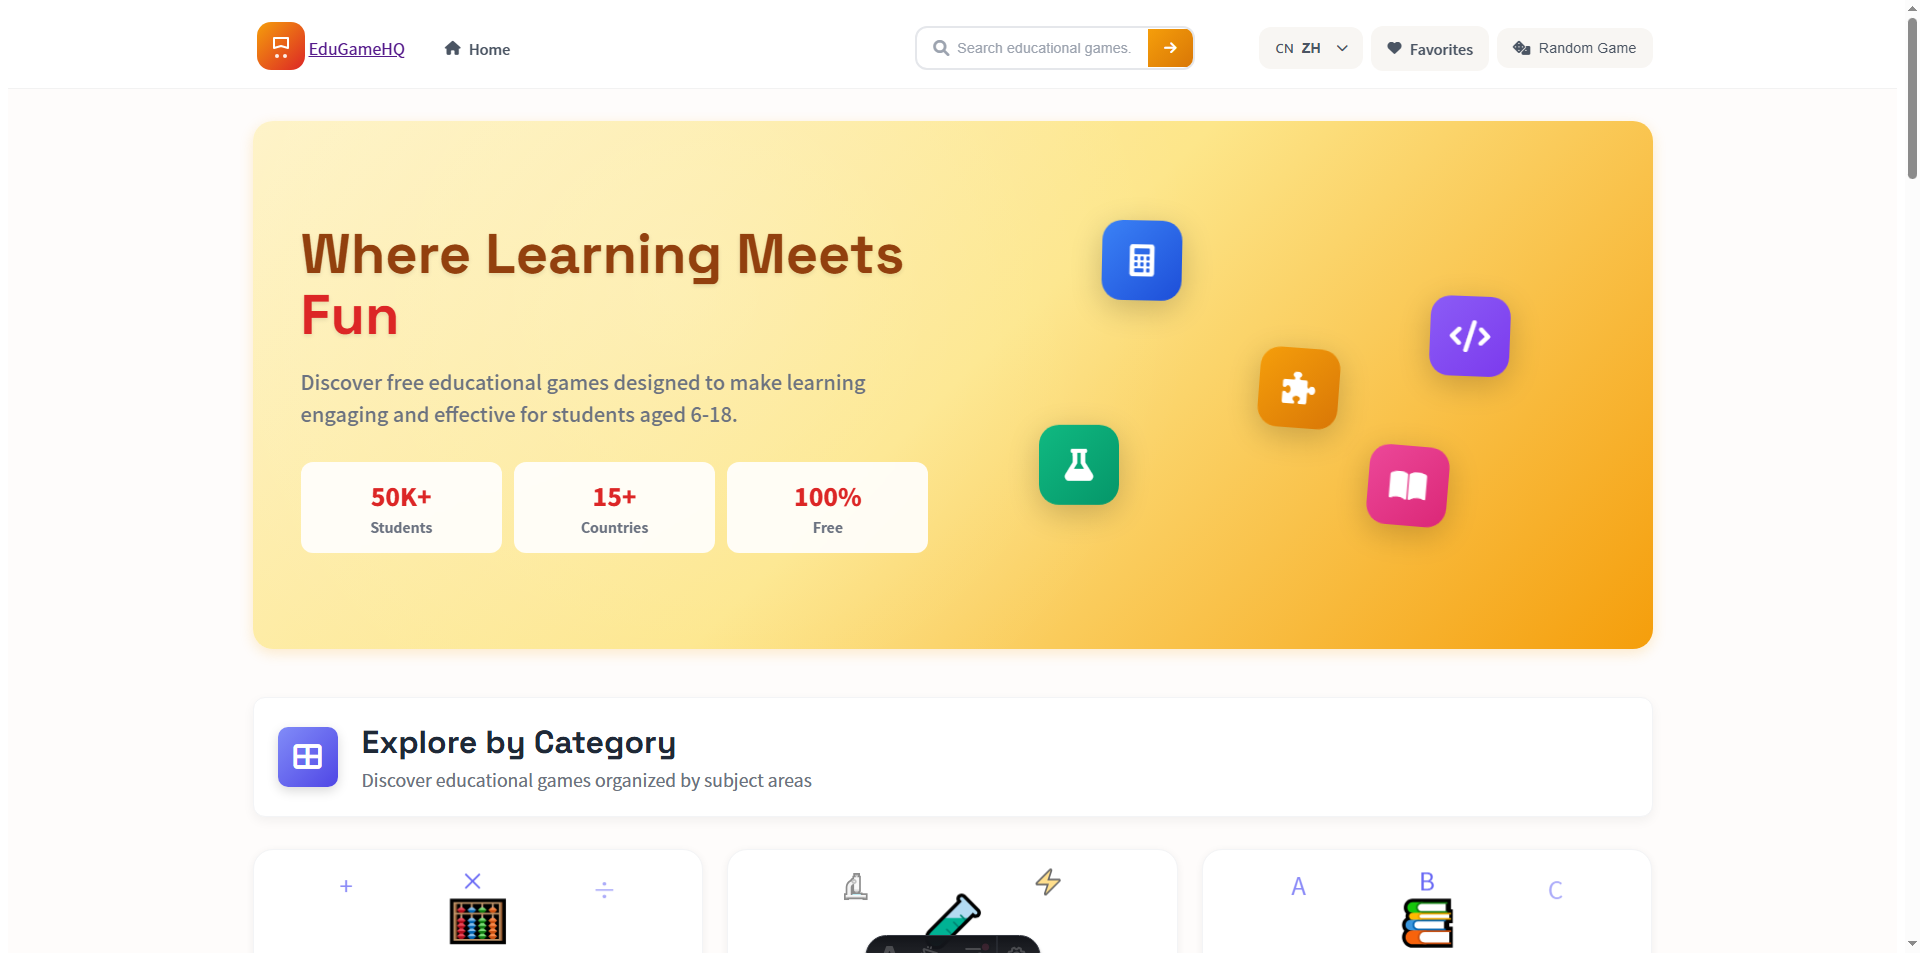 EduGameHQ
Home
Search educational games.
CN ZH
Favorites
Random Game
Where Learning Meets
Fun
Discover free educational games designed to make learning
engaging and effective for students aged 6-18.
50K+
Students
15+
Countries
100%
Free
Explore by Category
Discover educational games organized by subject areas
+ × ÷
A B C